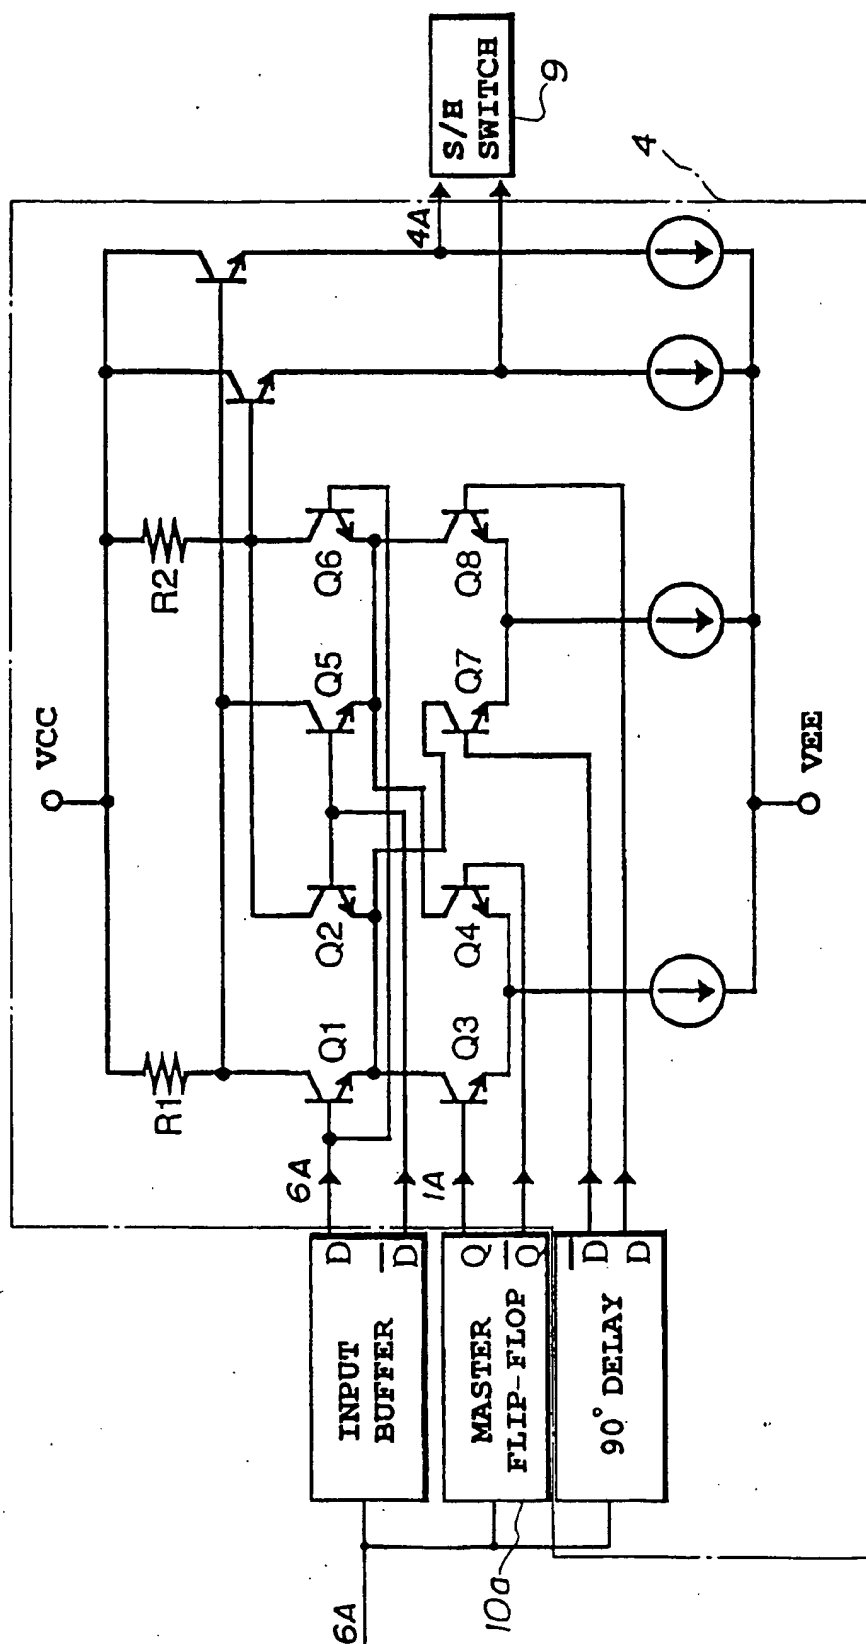 6A
INPUT
BUFFER
D
D
6A
MASTER
FLIP-FLOP
Q
Q
1A
10a
90° DELAY
D
D
VCC
R1
R2
Q1
Q2
Q5
Q6
Q3
Q4
Q7
Q8
VEE
4A
4
S/H
SWITCH
9